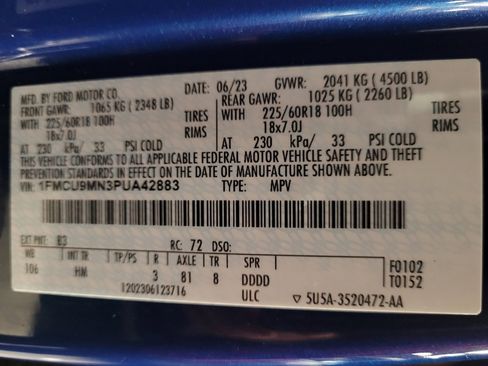 MFD. BY FORD MOTOR CO. DATE: 06/23 GVWR: 2041 KG ( 4500 LB)
FRONT GAWR: 1065 KG ( 2348 LB) REAR GAWR: 1025 KG ( 2260 LB)
WITH 225/60R18 100H TIRES WITH 225/60R18 100H TIRES
18x7.0J RIMS 18x7.0J RIMS
AT 230 kPa/ 33 PSI COLD AT 230 kPa/ 33 PSI COLD
THIS VEHICLE CONFORMS TO ALL APPLICABLE FEDERAL MOTOR VEHICLE SAFETY AND THEFT
PREVENTION STANDARDS IN EFFECT ON THE DATE OF MANUFACTURE SHOWN ABOVE.
VIN: 1FMCU9MN3PUA42883 TYPE: MPV
EXT PNT: B3 RC: 72 DSO:
WB INT TR TP/PS R AXLE TR SPR
106 HM 3 81 8 DDDD
F0102
T0152
1202306123716 ULC 5U5A-3520472-AA